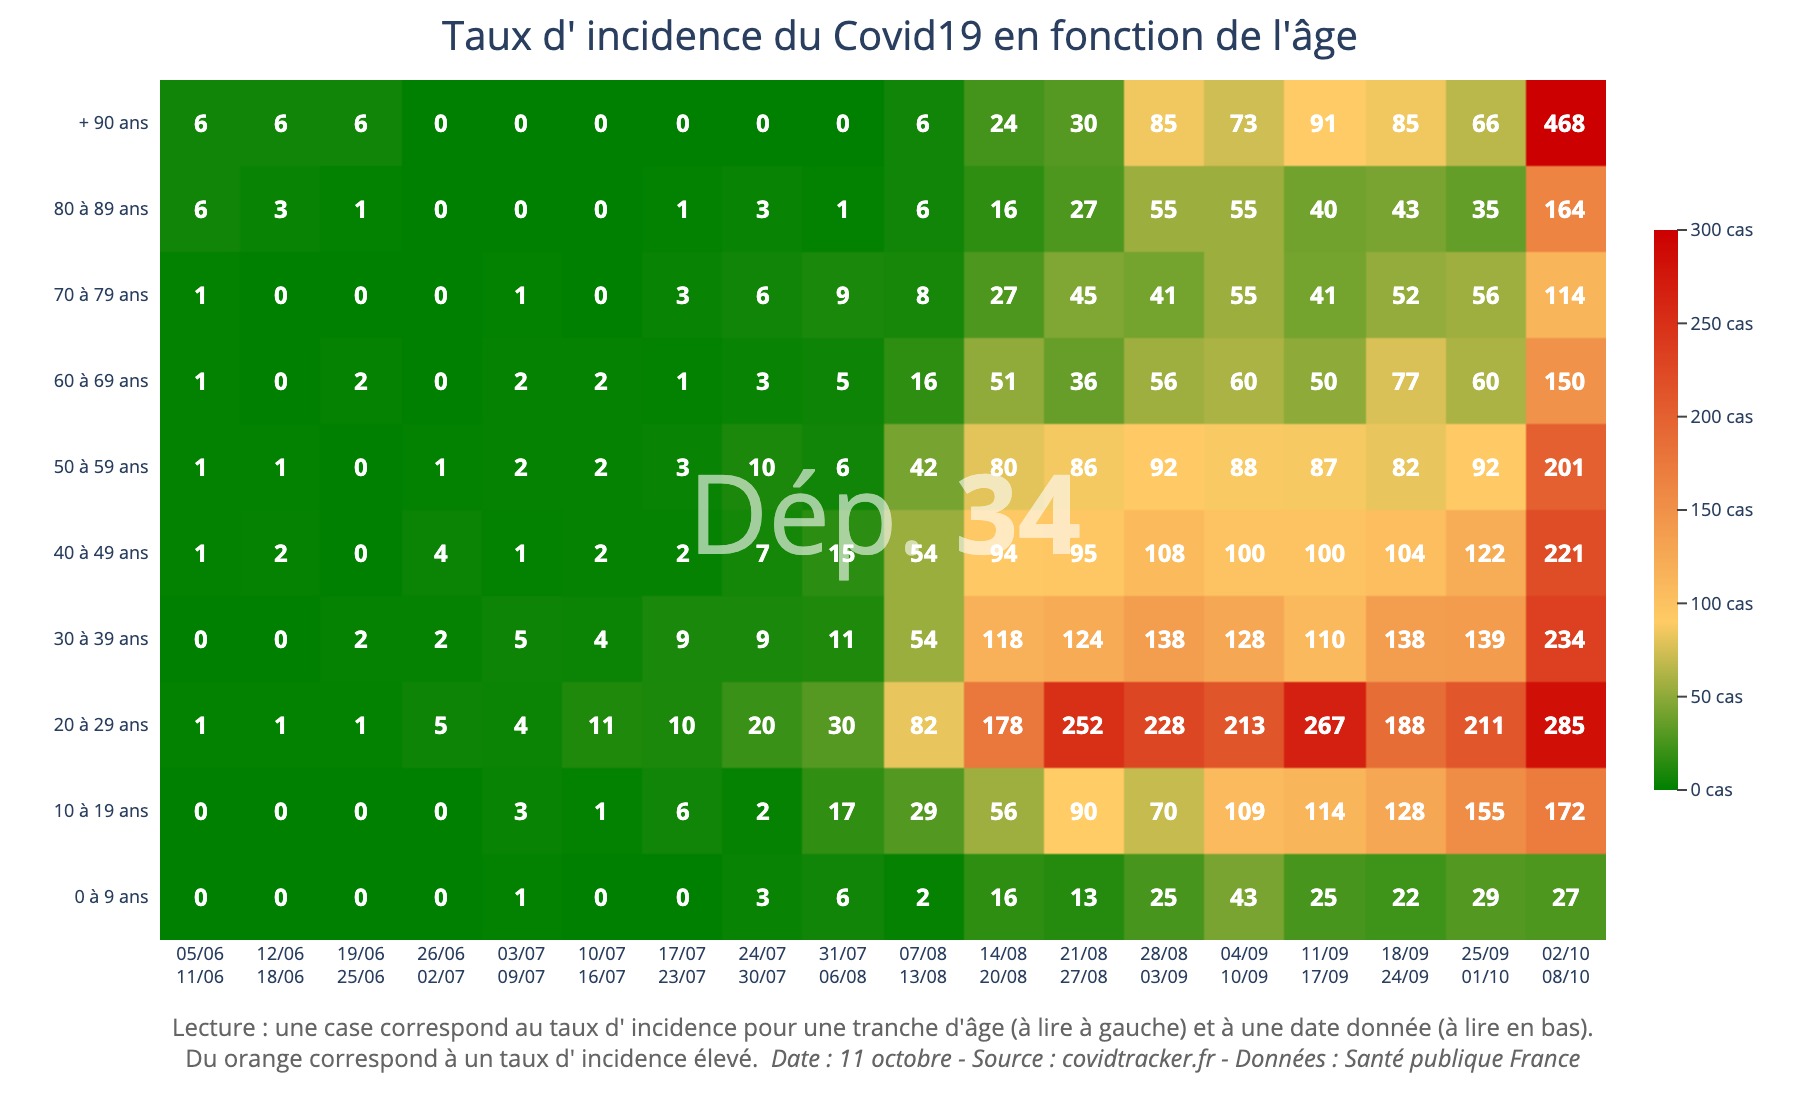 Taux d' incidence du Covid19 en fonction de l'âge
+ 90 ans 6 6 6 0 0 0 0 0 0 6 24 30 85 73 91 85 66 468
80 à 89 ans 6 3 1 0 0 0 1 3 1 6 16 27 55 55 40 43 35 164
70 à 79 ans 1 0 0 0 1 0 3 6 9 8 27 45 41 55 41 52 56 114
60 à 69 ans 1 0 2 0 2 2 1 3 5 16 51 36 56 60 50 77 60 150
50 à 59 ans 1 1 0 1 2 2 3 10 6 42 80 86 92 88 87 82 92 201
Dép. 34
40 à 49 ans 1 2 0 4 1 2 2 7 15 54 94 95 108 100 100 104 122 221
30 à 39 ans 0 0 2 2 5 4 9 9 11 54 118 124 138 128 110 138 139 234
20 à 29 ans 1 1 1 5 4 11 10 20 30 82 178 252 228 213 267 188 211 285
10 à 19 ans 0 0 0 0 3 1 6 2 17 29 56 90 70 109 114 128 155 172
0 à 9 ans 0 0 0 0 1 0 0 3 6 2 16 13 25 43 25 22 29 27
05/06 12/06 19/06 26/06 03/07 10/07 17/07 24/07 31/07 07/08 14/08 21/08 28/08 04/09 11/09 18/09 25/09 02/10
11/06 18/06 25/06 02/07 09/07 16/07 23/07 30/07 06/08 13/08 20/08 27/08 03/09 10/09 17/09 24/09 01/10 08/10
300 cas
250 cas
200 cas
150 cas
100 cas
50 cas
0 cas
Lecture : une case correspond au taux d' incidence pour une tranche d'âge (à lire à gauche) et à une date donnée (à lire en bas).
Du orange correspond à un taux d' incidence élevé. Date : 11 octobre - Source : covidtracker.fr - Données : Santé publique France